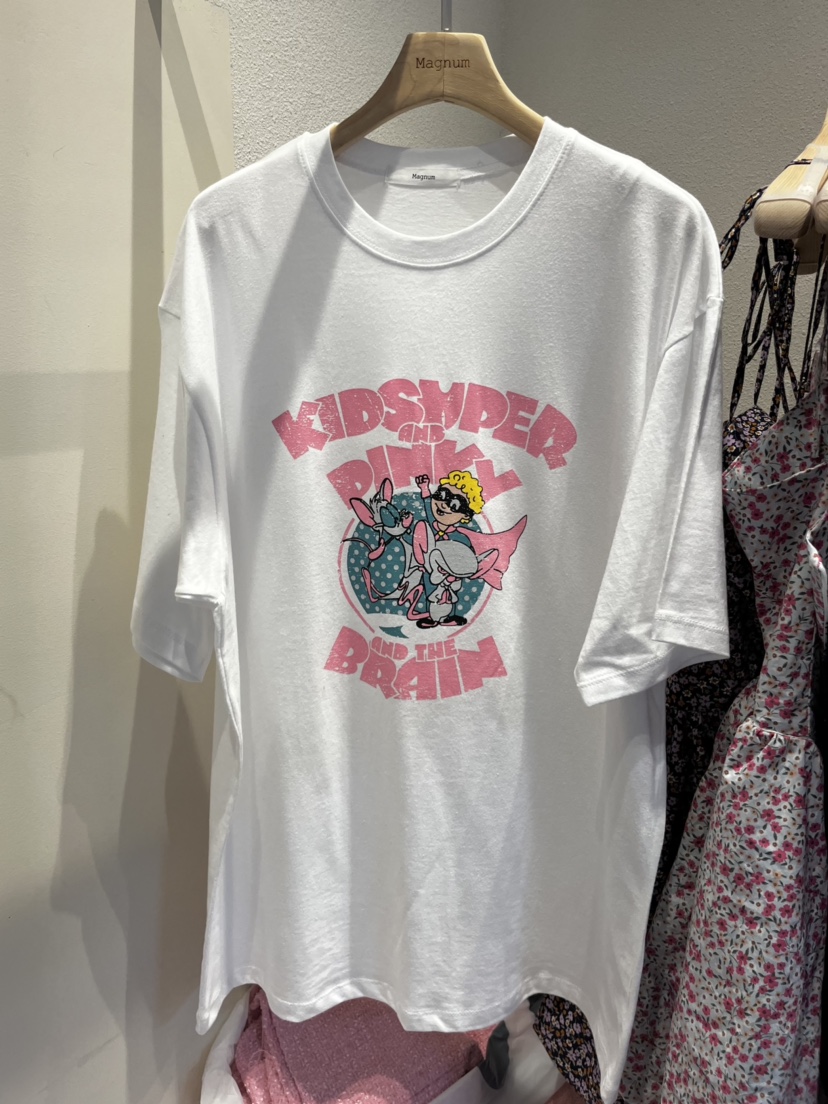 Magnum
Magnum
KIDSUPER
AND
PINKY
AND THE
BRAIN